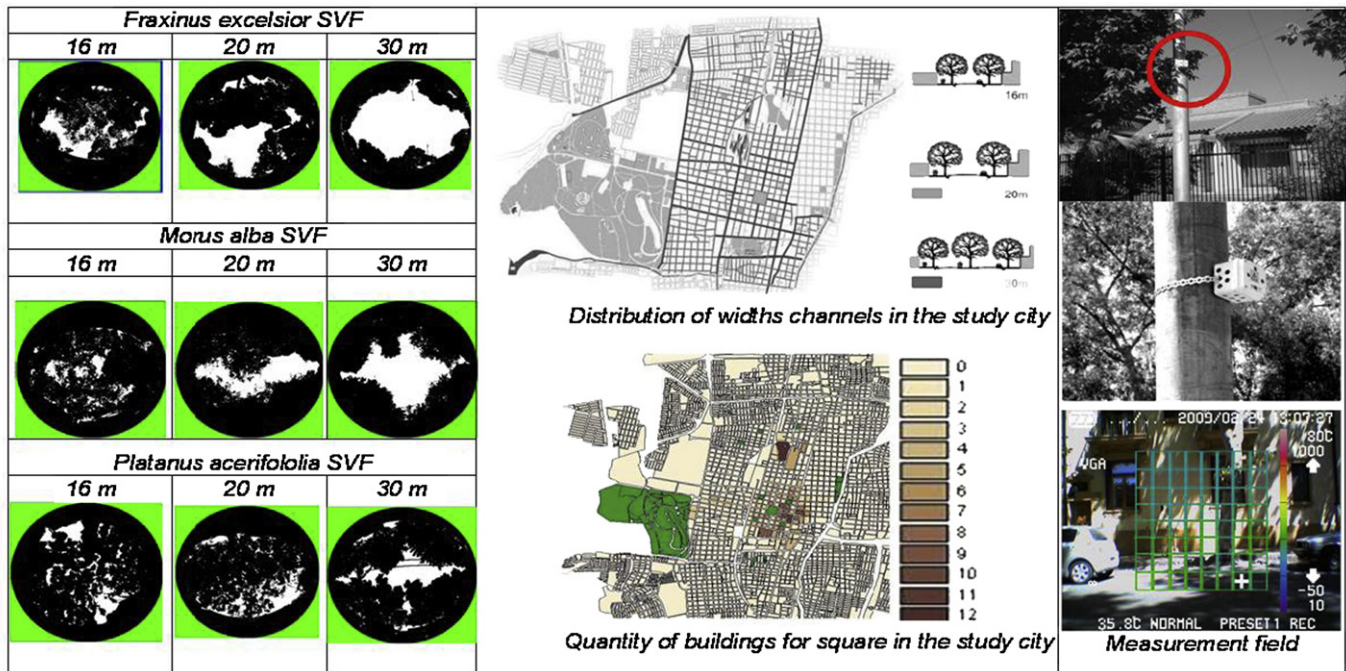 Fraxinus excelsior SVF
16 m 20 m 30 m
Morus alba SVF
16 m 20 m 30 m
Platanus acerifololia SVF
16 m 20 m 30 m
16m
20m
30m
Distribution of widths channels in the study city
0
1
2
3
4
5
6
7
8
9
10
11
12
Quantity of buildings for square in the study city
2009/02/24 13:07:27
80C
000
VGA
-50
10
35.8C NORMAL PRESET1 REC
Measurement field